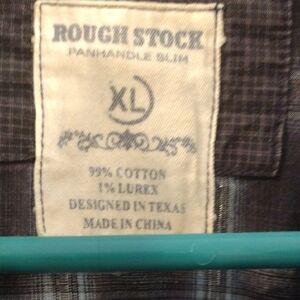 ROUGH STOCK
PANHANDLE SLIM
XL
99% COTTON
1% LUREX
DESIGNED IN TEXAS
MADE IN CHINA